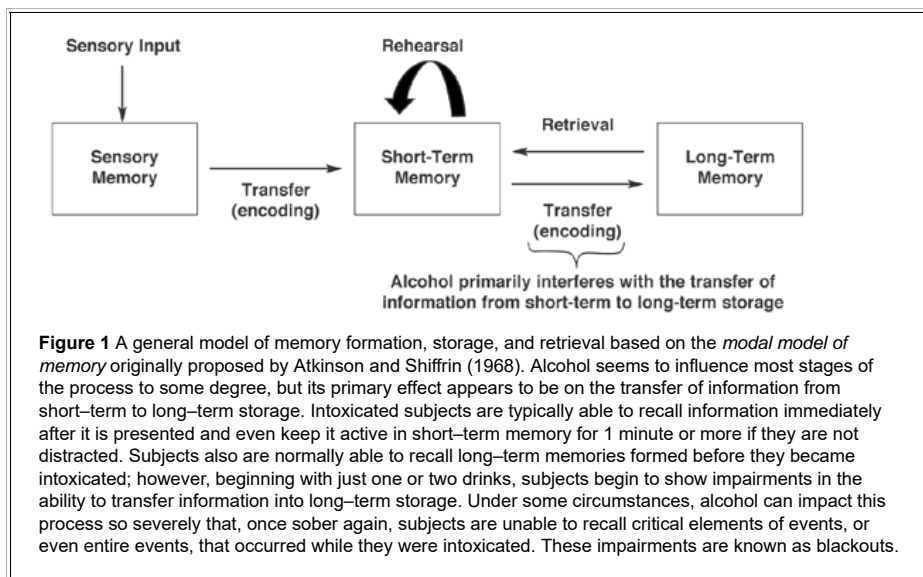 Sensory Input
Rehearsal
Retrieval
Sensory
Memory
Short-Term
Memory
Long-Term
Memory
Transfer
(encoding)
Transfer
(encoding)
Alcohol primarily interferes with the transfer of
information from short-term to long-term storage
Figure 1 A general model of memory formation, storage, and retrieval based on the modal model of
memory originally proposed by Atkinson and Shiffrin (1968). Alcohol seems to influence most stages of
the process to some degree, but its primary effect appears to be on the transfer of information from
short–term to long–term storage. Intoxicated subjects are typically able to recall information immediately
after it is presented and even keep it active in short–term memory for 1 minute or more if they are not
distracted. Subjects also are normally able to recall long–term memories formed before they became
intoxicated; however, beginning with just one or two drinks, subjects begin to show impairments in the
ability to transfer information into long–term storage. Under some circumstances, alcohol can impact this
process so severely that, once sober again, subjects are unable to recall critical elements of events, or
even entire events, that occurred while they were intoxicated. These impairments are known as blackouts.